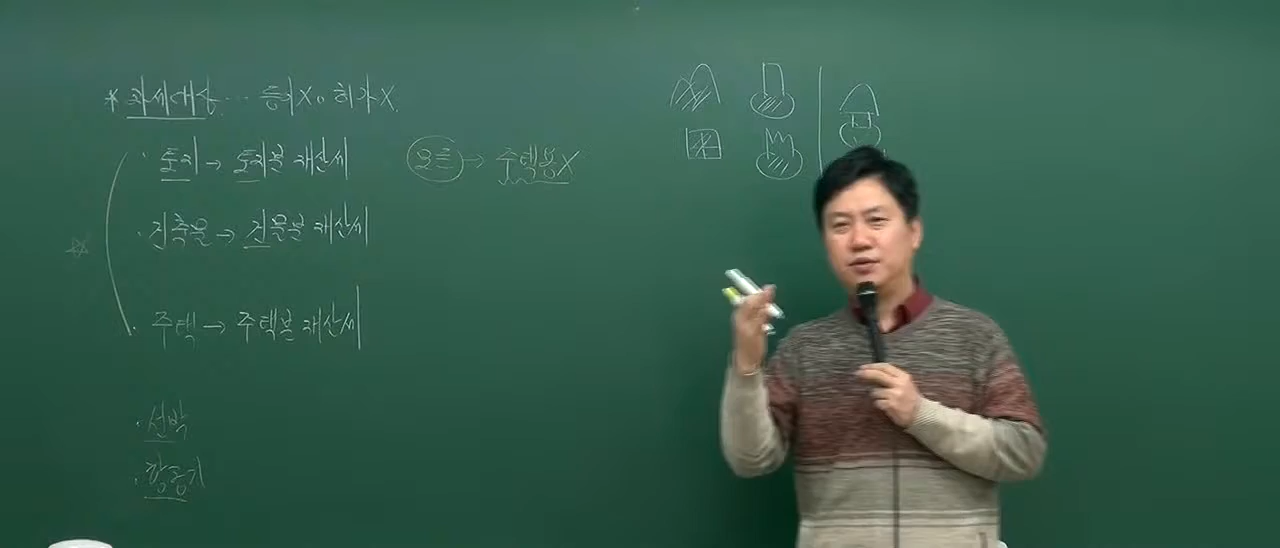 * 과세대상 ... 등기X, 허가X
· 토지 → 토지분 재산세
모든 → 주택용X
· 건축물 → 건물분 재산세
· 주택 → 주택분 재산세
· 선박
· 항공기